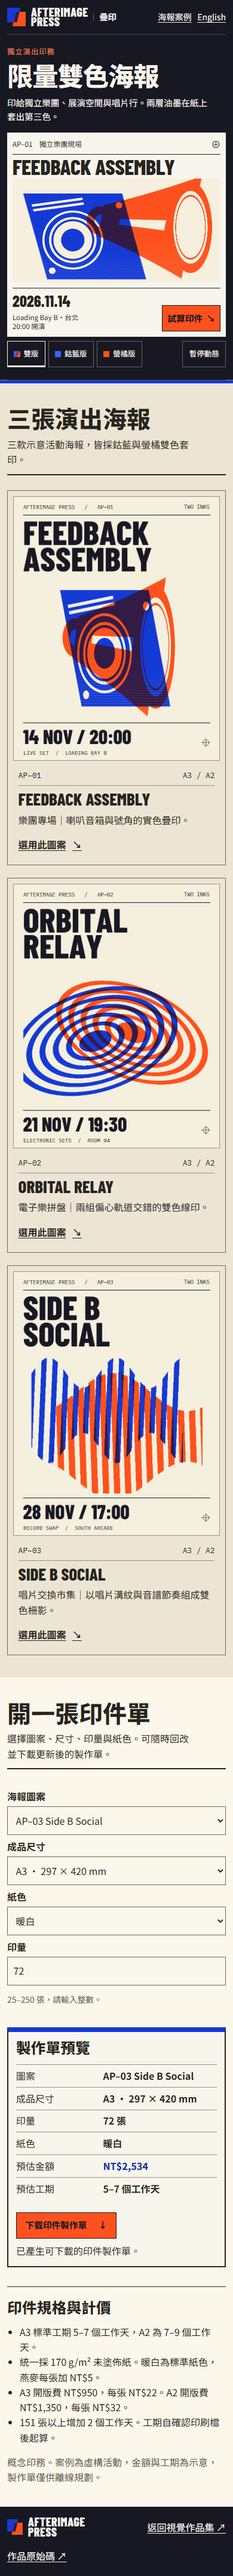 AFTERIMAGE
PRESS
疊印
海報案例 English
獨立演出印務
限量雙色海報
印給獨立樂團、展演空間與唱片行。兩層油墨在紙上
套出第三色。
AP–01 獨立樂團現場
FEEDBACK ASSEMBLY
2026.11.14
Loading Bay B・台北
20:00 開演
試算印件 ↘
雙版 鈷藍版 螢橘版 暫停動態
三張演出海報
三款示意活動海報,皆採鈷藍與螢橘雙色套
印。
AFTERIMAGE PRESS / AP–01 TWO INKS
FEEDBACK
ASSEMBLY
14 NOV / 20:00
LIVE SET / LOADING BAY B
AP–01 A3 / A2
FEEDBACK ASSEMBLY
樂團專場|喇叭音箱與號角的實色疊印。
選用此圖案 ↘
AFTERIMAGE PRESS / AP–02 TWO INKS
ORBITAL
RELAY
21 NOV / 19:30
ELECTRONIC SETS / ROOM 04
AP–02 A3 / A2
ORBITAL RELAY
電子樂拼盤|兩組偏心軌道交錯的雙色線印。
選用此圖案 ↘
AFTERIMAGE PRESS / AP–03 TWO INKS
SIDE B
SOCIAL
28 NOV / 17:00
RECORD SWAP / SOUTH ARCADE
AP–03 A3 / A2
SIDE B SOCIAL
唱片交換市集|以唱片溝紋與音譜節奏組成雙
色柵影。
選用此圖案 ↘
開一張印件單
選擇圖案、尺寸、印量與紙色。可隨時回改
並下載更新後的製作單。
海報圖案
AP–03 Side B Social
成品尺寸
A3 ・ 297 × 420 mm
紙色
暖白
印量
72
25–250 張,請輸入整數。
製作單預覽
圖案 AP–03 Side B Social
成品尺寸 A3 ・ 297 × 420 mm
印量 72 張
紙色 暖白
預估金額 NT$2,534
預估工期 5–7 個工作天
下載印件製作單 ↓
已產生可下載的印件製作單。
印件規格與計價
A3 標準工期 5–7 個工作天,A2 為 7–9 個工作
天。
統一採 170 g/m² 未塗佈紙。暖白為標準紙色,
燕麥每張加 NT$5。
A3 開版費 NT$950,每張 NT$22。A2 開版費
NT$1,350,每張 NT$32。
151 張以上增加 2 個工作天。工期自確認印刷檔
後起算。
概念印務。案例為虛構活動,金額與工期為示意,
製作單僅供離線規劃。
AFTERIMAGE
PRESS
返回視覺作品集 ↗
作品原始碼 ↗